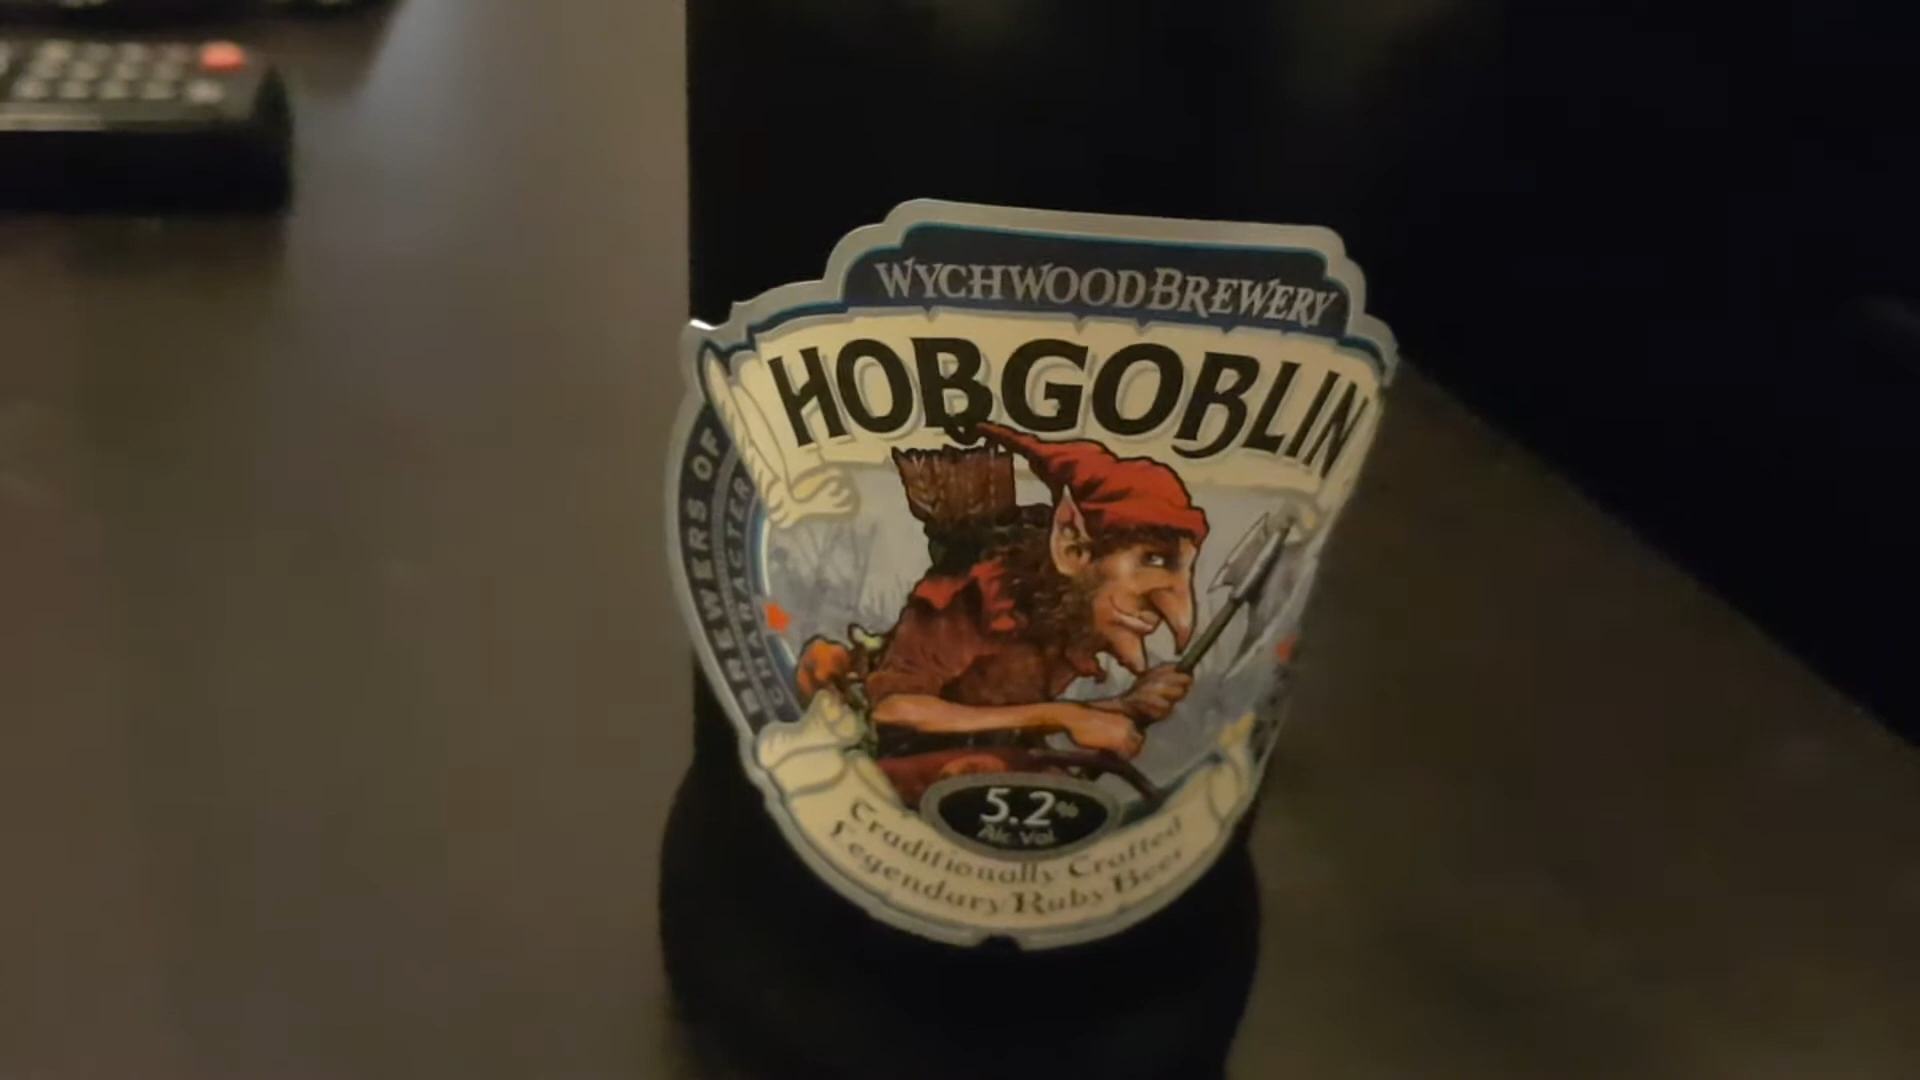 WYCHWOOD BREWERY
HOBGOBLIN
BREWERS OF
CHARACTER
5.2%
Alc. Vol.
Traditionally Crafted
Legendary Ruby Beer